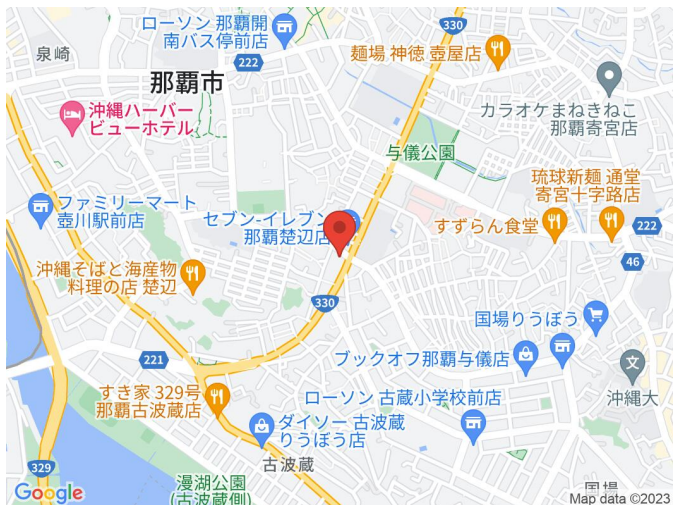 ローソン 那覇開
南バス停前店
330
麺場 神徳 壺屋店
泉崎
222
那覇市
カラオケまねきねこ
那覇寄宮店
沖縄ハーバー
ビューホテル
与儀公園
琉球新麺 通堂
寄宮十字路店
ファミリーマート
壺川駅前店
セブン-イレブン
那覇楚辺店
すずらん食堂
222
46
沖縄そばと海産物
料理の店 楚辺
330
国場りうぼう
221
ブックオフ那覇与儀店
すき家 329号
那覇古波蔵店
ローソン 古蔵小学校前店
沖縄大
ダイソー 古波蔵
りうぼう店
古波蔵
329
漫湖公園
(古波蔵側)
国場
Google
Map data ©2023